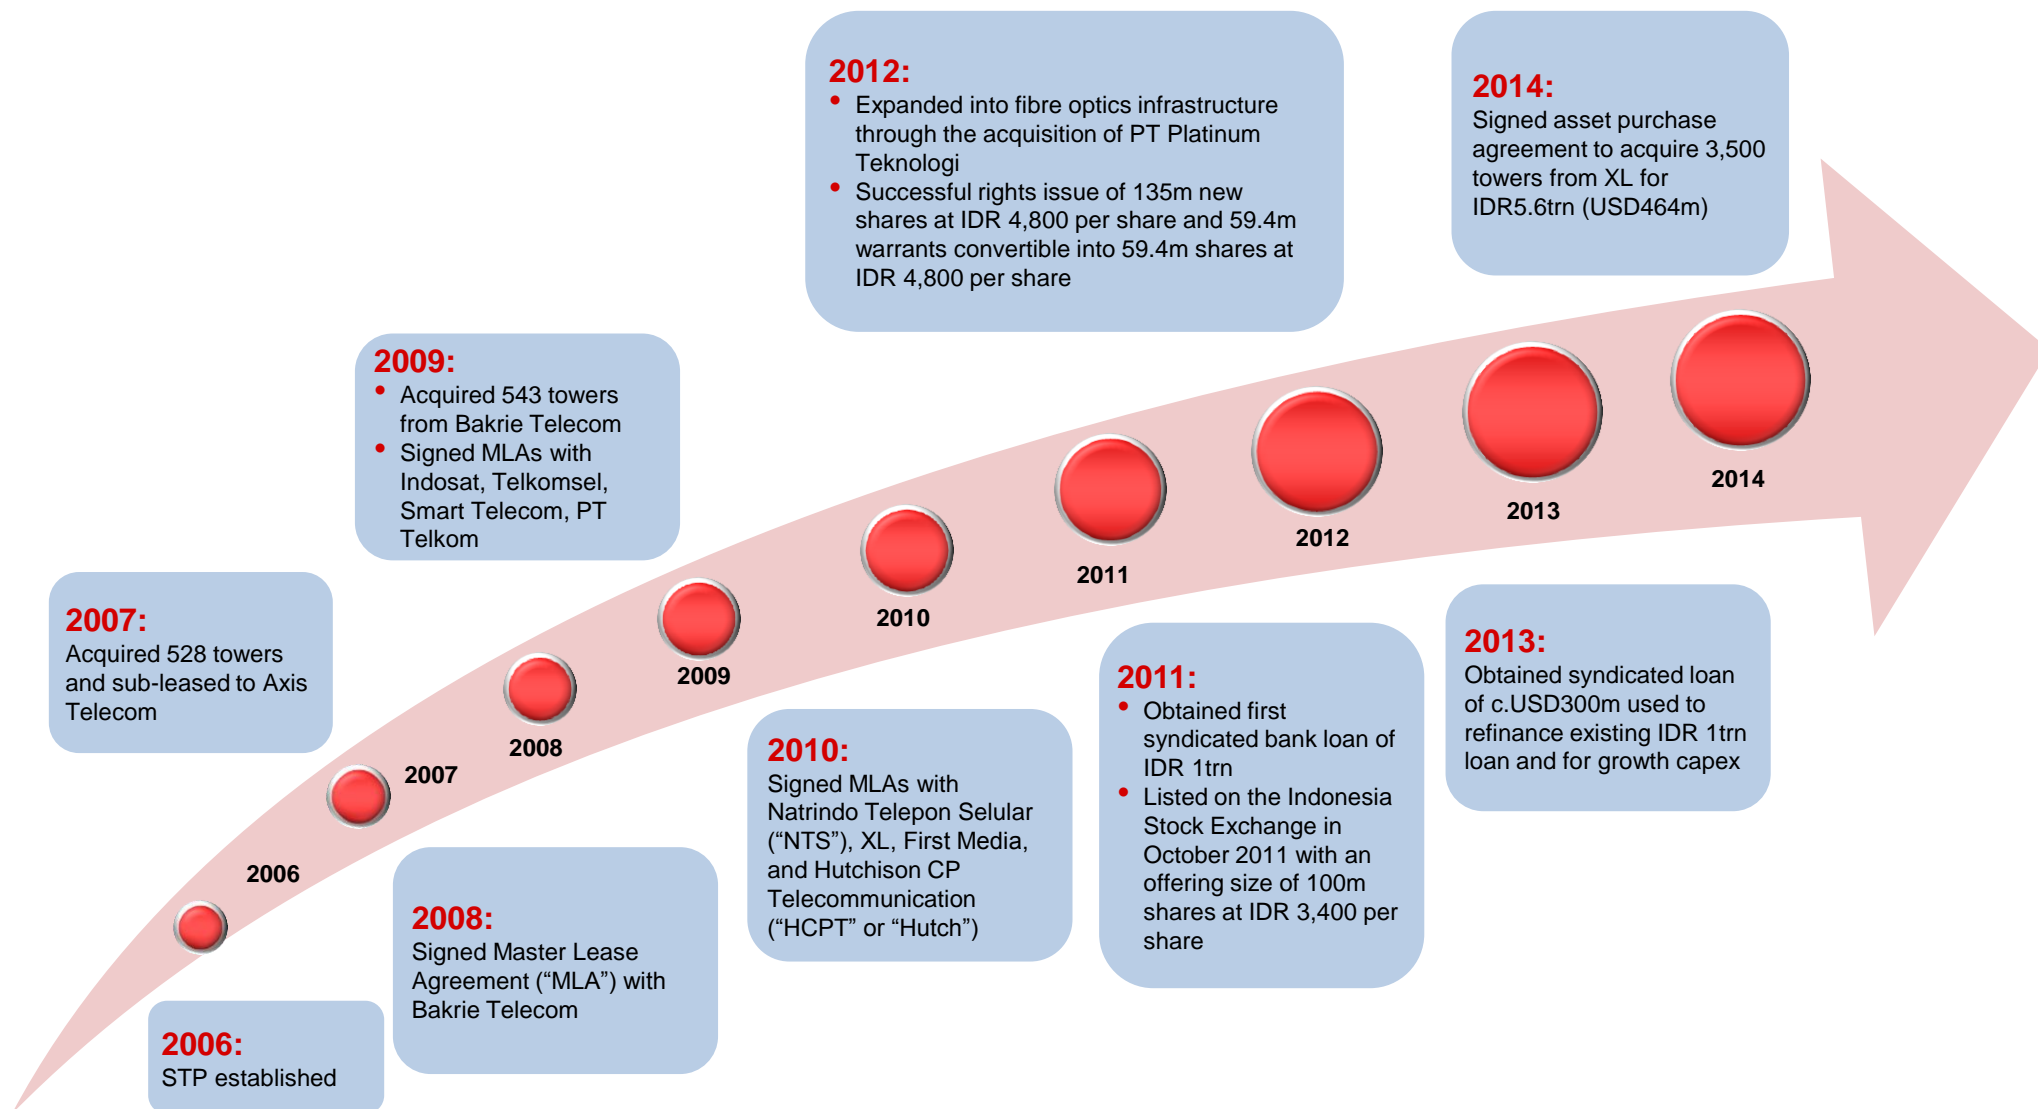 2012:
• Expanded into fibre optics infrastructure
through the acquisition of PT Platinum
Teknologi
• Successful rights issue of 135m new
shares at IDR 4,800 per share and 59.4m
warrants convertible into 59.4m shares at
IDR 4,800 per share
2014:
Signed asset purchase
agreement to acquire 3,500
towers from XL for
IDR5.6trn (USD464m)
2009:
• Acquired 543 towers
from Bakrie Telecom
• Signed MLAs with
Indosat, Telkomsel,
Smart Telecom, PT
Telkom
2007:
Acquired 528 towers
and sub-leased to Axis
Telecom
2006
2007
2008
2009
2010
2011
2012
2013
2014
2006:
STP established
2008:
Signed Master Lease
Agreement (“MLA”) with
Bakrie Telecom
2010:
Signed MLAs with
Natrindo Telepon Selular
(“NTS”), XL, First Media,
and Hutchison CP
Telecommunication
(“HCPT” or “Hutch”)
2011:
• Obtained first
syndicated bank loan of
IDR 1trn
• Listed on the Indonesia
Stock Exchange in
October 2011 with an
offering size of 100m
shares at IDR 3,400 per
share
2013:
Obtained syndicated loan
of c.USD300m used to
refinance existing IDR 1trn
loan and for growth capex